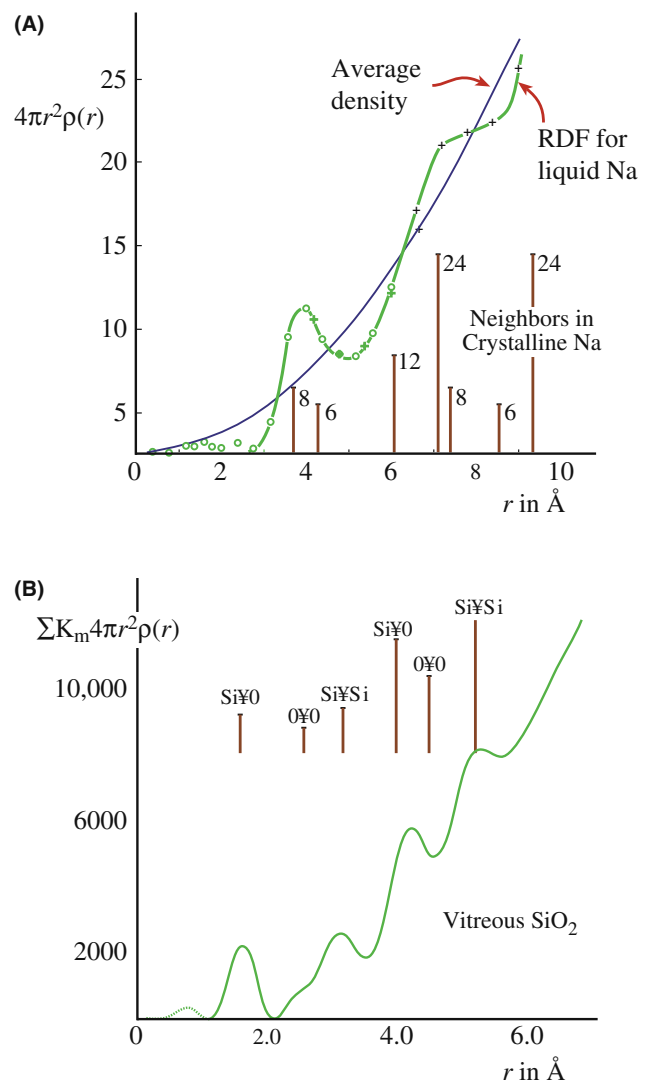 (A)
25
4πr²ρ(r)
20
15
10
5
Average
density
RDF for
liquid Na
24
24
Neighbors in
Crystalline Na
12
8
6
8
6
0 2 4 6 8 10
r in Å
(B)
∑Kₘ4πr²ρ(r)
10,000
6000
2000
Si¥0
0¥0
Si¥Si
Si¥0
0¥0
Si¥Si
Vitreous SiO₂
0 2.0 4.0 6.0
r in Å